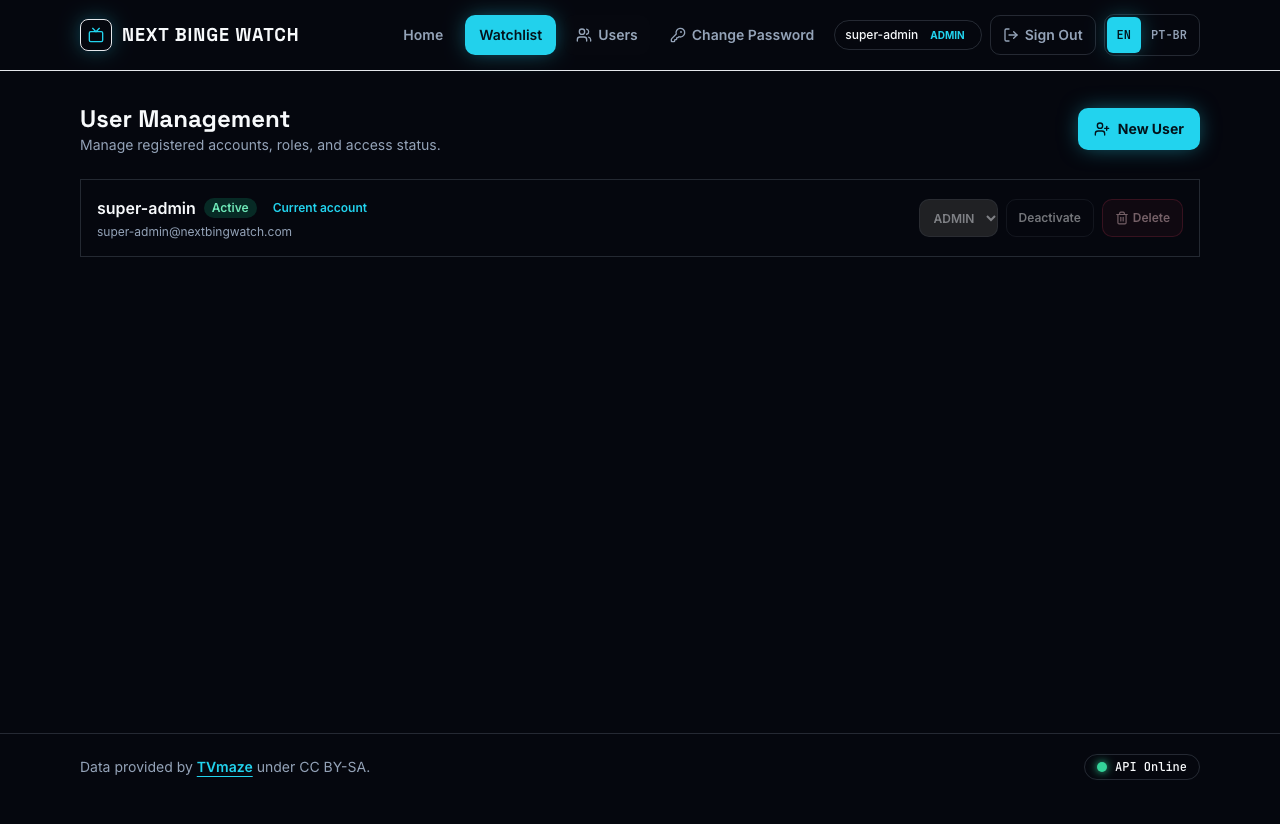 NEXT BINGE WATCH
Home
Watchlist
Users
Change Password
super-admin ADMIN
Sign Out
EN
PT-BR
User Management
Manage registered accounts, roles, and access status.
New User
super-admin Active Current account
super-admin@nextbingwatch.com
ADMIN
Deactivate
Delete
Data provided by TVmaze under CC BY-SA.
API Online